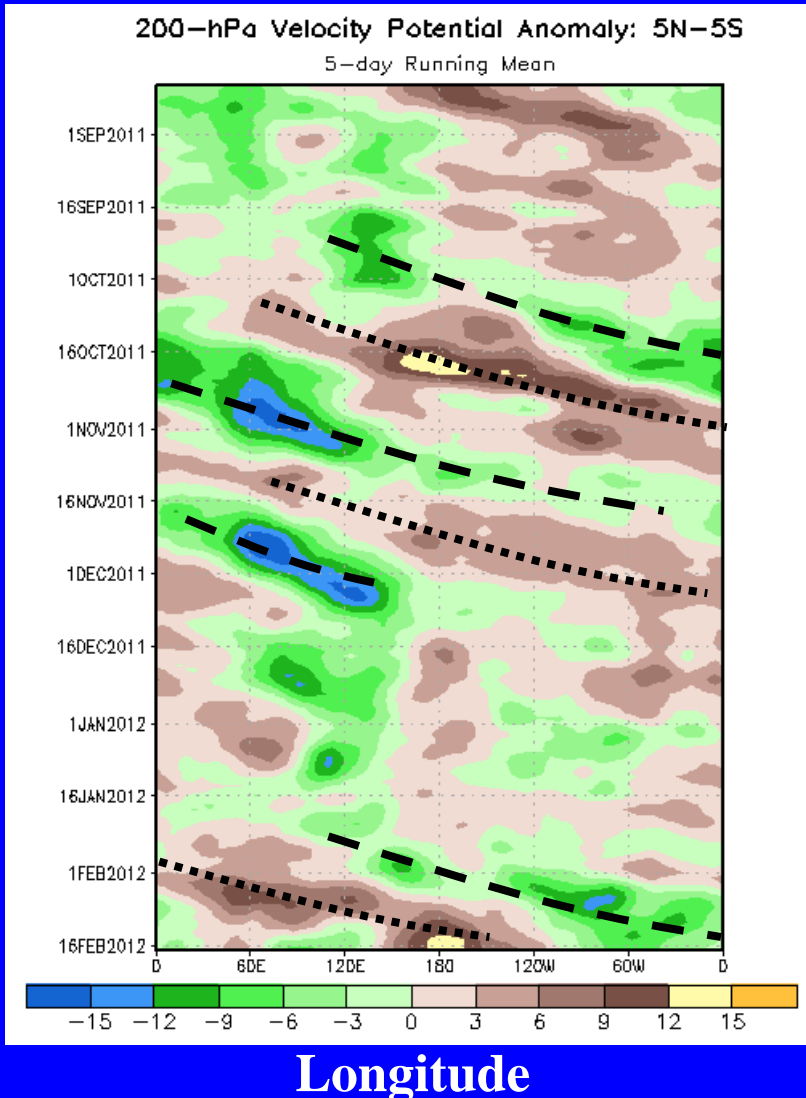 200-hPa Velocity Potential Anomaly: 5N-5S
5-day Running Mean
1SEP2011
16SEP2011
1OCT2011
16OCT2011
1NOV2011
16NOV2011
1DEC2011
16DEC2011
1JAN2012
16JAN2012
1FEB2012
16FEB2012
0 60E 120E 180 120W 60W 0
-15 -12 -9 -6 -3 0 3 6 9 12 15
Longitude